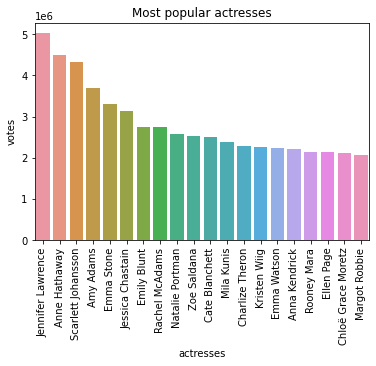 Most popular actresses
1e6
5
4
3
2
1
0
votes
Jennifer Lawrence
Anne Hathaway
Scarlett Johansson
Amy Adams
Emma Stone
Jessica Chastain
Emily Blunt
Rachel McAdams
Natalie Portman
Zoe Saldana
Cate Blanchett
Mila Kunis
Charlize Theron
Kristen Wiig
Emma Watson
Anna Kendrick
Rooney Mara
Ellen Page
Chloë Grace Moretz
Margot Robbie
actresses